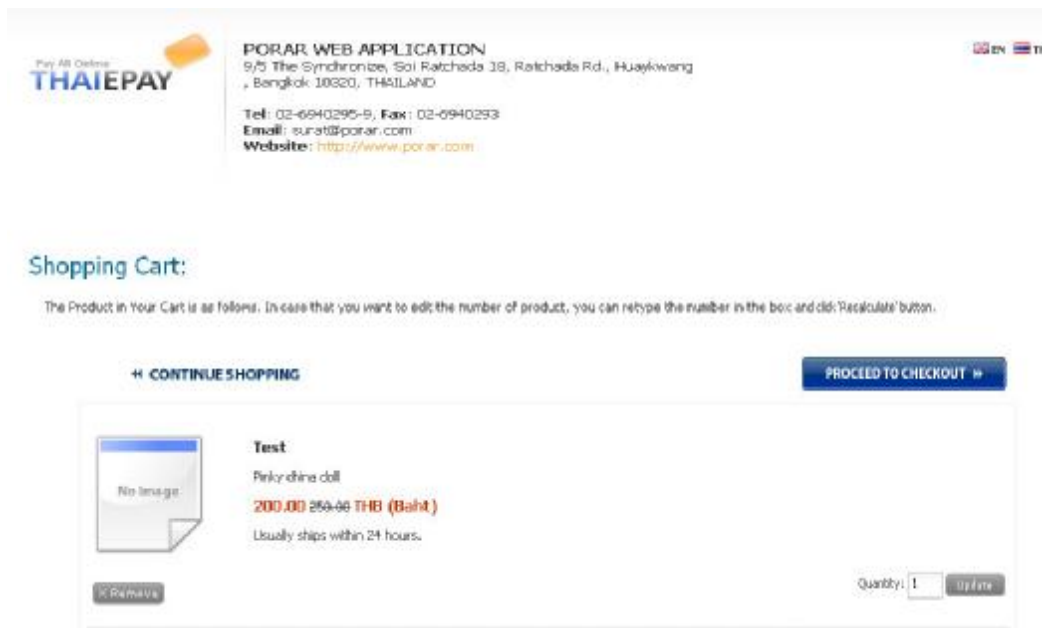 Pay All Online
THAIEPAY
PORAR WEB APPLICATION
9/5 The Synchronize, Soi Ratchada 18, Ratchada Rd., Huaykwang
, Bangkok 10320, THAILAND
Tel: 02-6940295-9, Fax: 02-6940293
Email: surat@porar.com
Website: http://www.porar.com
EN
Shopping Cart:
The Product in Your Cart is as follows. In case that you want to edit the number of product, you can retype the number in the box and click 'Recalculate' button.
CONTINUE SHOPPING
PROCEED TO CHECKOUT
No Image
Test
Pinky china doll
200.00 250.00 THB (Baht)
Usually ships within 24 hours.
X Remove
Quantity: 1 Update